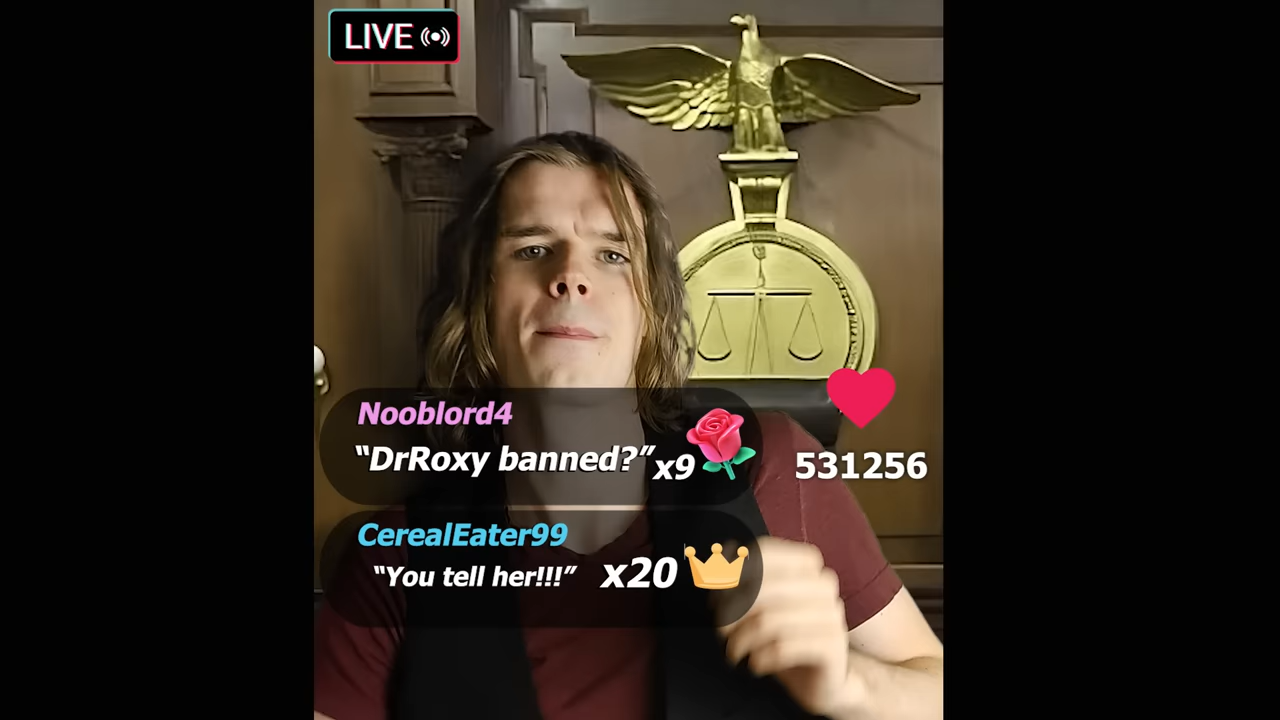 LIVE
Nooblord4
“DrRoxy banned?” x9
531256
CerealEater99
“You tell her!!!” x20